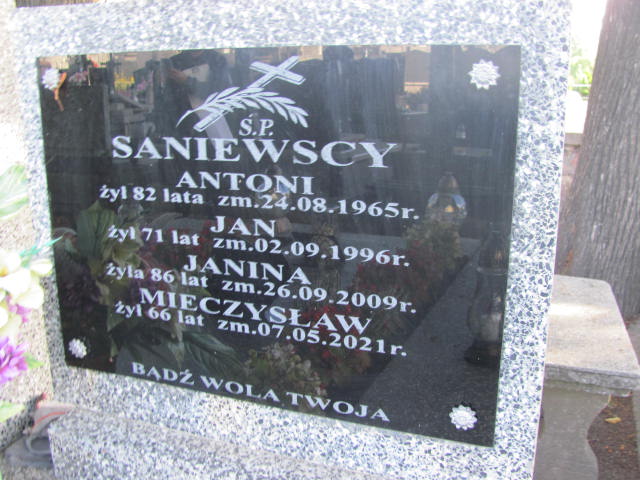 Ś.P.
SANIEWSCY
ANTONI
żył 82 lata zm.24.08.1965r.
JAN
żył 71 lat zm.02.09.1996r.
JANINA
żyła 86 lat zm.26.09.2009r.
MIECZYSŁAW
żył 66 lat zm.07.05.2021r.
BĄDŹ WOLA TWOJA